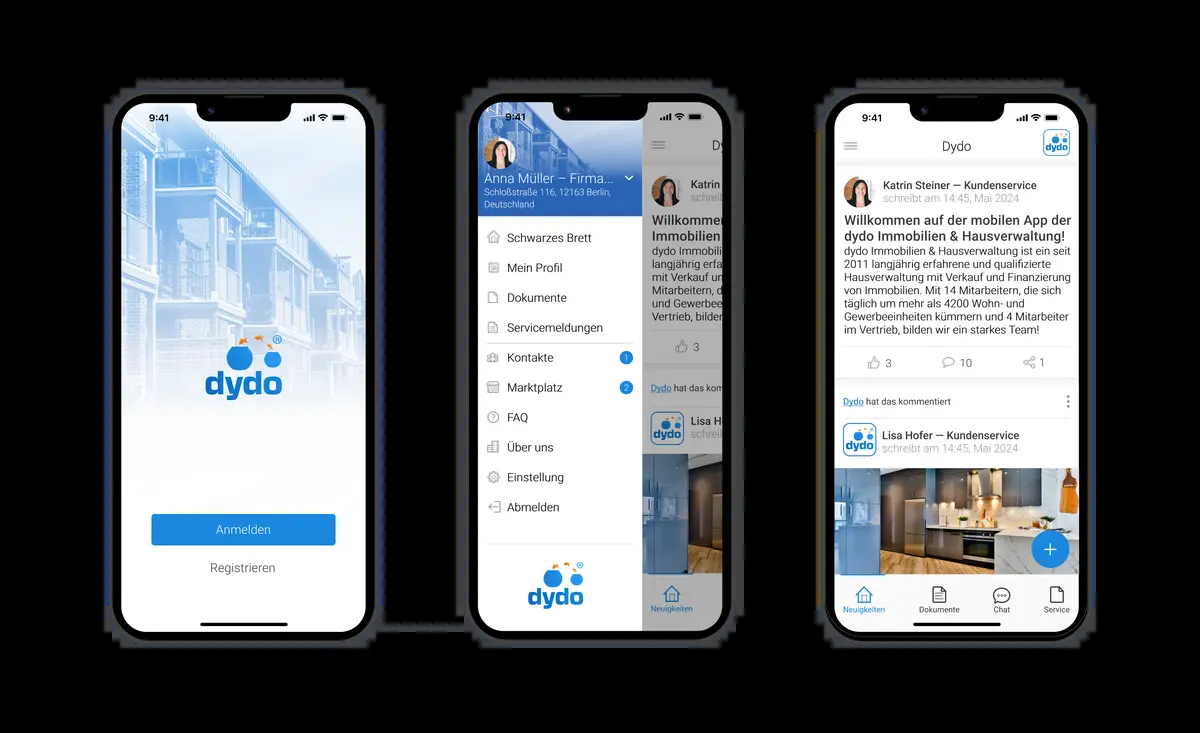 9:41
®
dydo
Anmelden
Registrieren
9:41
Anna Müller – Firma...
Schloßstraße 116, 12163 Berlin,
Deutschland
Schwarzes Brett
Mein Profil
Dokumente
Servicemeldungen
Kontakte 1
Marktplatz 2
FAQ
Über uns
Einstellung
Abmelden
®
dydo
Katrin
Willkommen
Immobilien
dydo Immobili
langjährig erfa
mit Verkauf un
Mitarbeitern, d
und Gewerbeei
Vertrieb, bilden
3
Dydo hat das kom
dydo
Lisa H
schreib
Neuigkeiten
9:41
Dydo
dydo
Katrin Steiner — Kundenservice
schreibt am 14:45, Mai 2024
Willkommen auf der mobilen App der
dydo Immobilien & Hausverwaltung!
dydo Immobilien & Hausverwaltung ist ein seit
2011 langjährig erfahrene und qualifizierte
Hausverwaltung mit Verkauf und Finanzierung
von Immobilien. Mit 14 Mitarbeitern, die sich
täglich um mehr als 4200 Wohn- und
Gewerbeeinheiten kümmern und 4 Mitarbeiter
im Vertrieb, bilden wir ein starkes Team!
3 10 1
Dydo hat das kommentiert
dydo
Lisa Hofer — Kundenservice
schreibt am 14:45, Mai 2024
+
Neuigkeiten Dokumente Chat Service